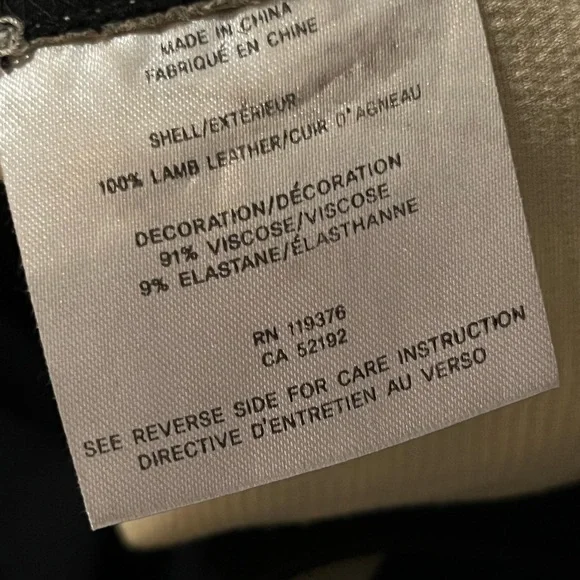 MADE IN CHINA
FABRIQUÉ EN CHINE
SHELL/EXTÉRIEUR
100% LAMB LEATHER/CUIR D'AGNEAU
DECORATION/DÉCORATION
91% VISCOSE/VISCOSE
9% ELASTANE/ÉLASTHANNE
RN 119376
CA 52192
SEE REVERSE SIDE FOR CARE INSTRUCTION
DIRECTIVE D'ENTRETIEN AU VERSO